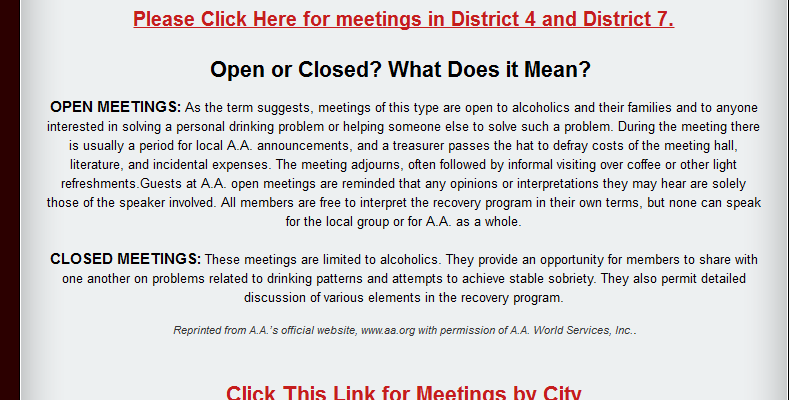 Please Click Here for meetings in District 4 and District 7.
Open or Closed? What Does it Mean?
OPEN MEETINGS: As the term suggests, meetings of this type are open to alcoholics and their families and to anyone
interested in solving a personal drinking problem or helping someone else to solve such a problem. During the meeting there
is usually a period for local A.A. announcements, and a treasurer passes the hat to defray costs of the meeting hall,
literature, and incidental expenses. The meeting adjourns, often followed by informal visiting over coffee or other light
refreshments.Guests at A.A. open meetings are reminded that any opinions or interpretations they may hear are solely
those of the speaker involved. All members are free to interpret the recovery program in their own terms, but none can speak
for the local group or for A.A. as a whole.
CLOSED MEETINGS: These meetings are limited to alcoholics. They provide an opportunity for members to share with
one another on problems related to drinking patterns and attempts to achieve stable sobriety. They also permit detailed
discussion of various elements in the recovery program.
Reprinted from A.A.'s official website, www.aa.org with permission of A.A. World Services, Inc..
Click This Link for Meetings by City